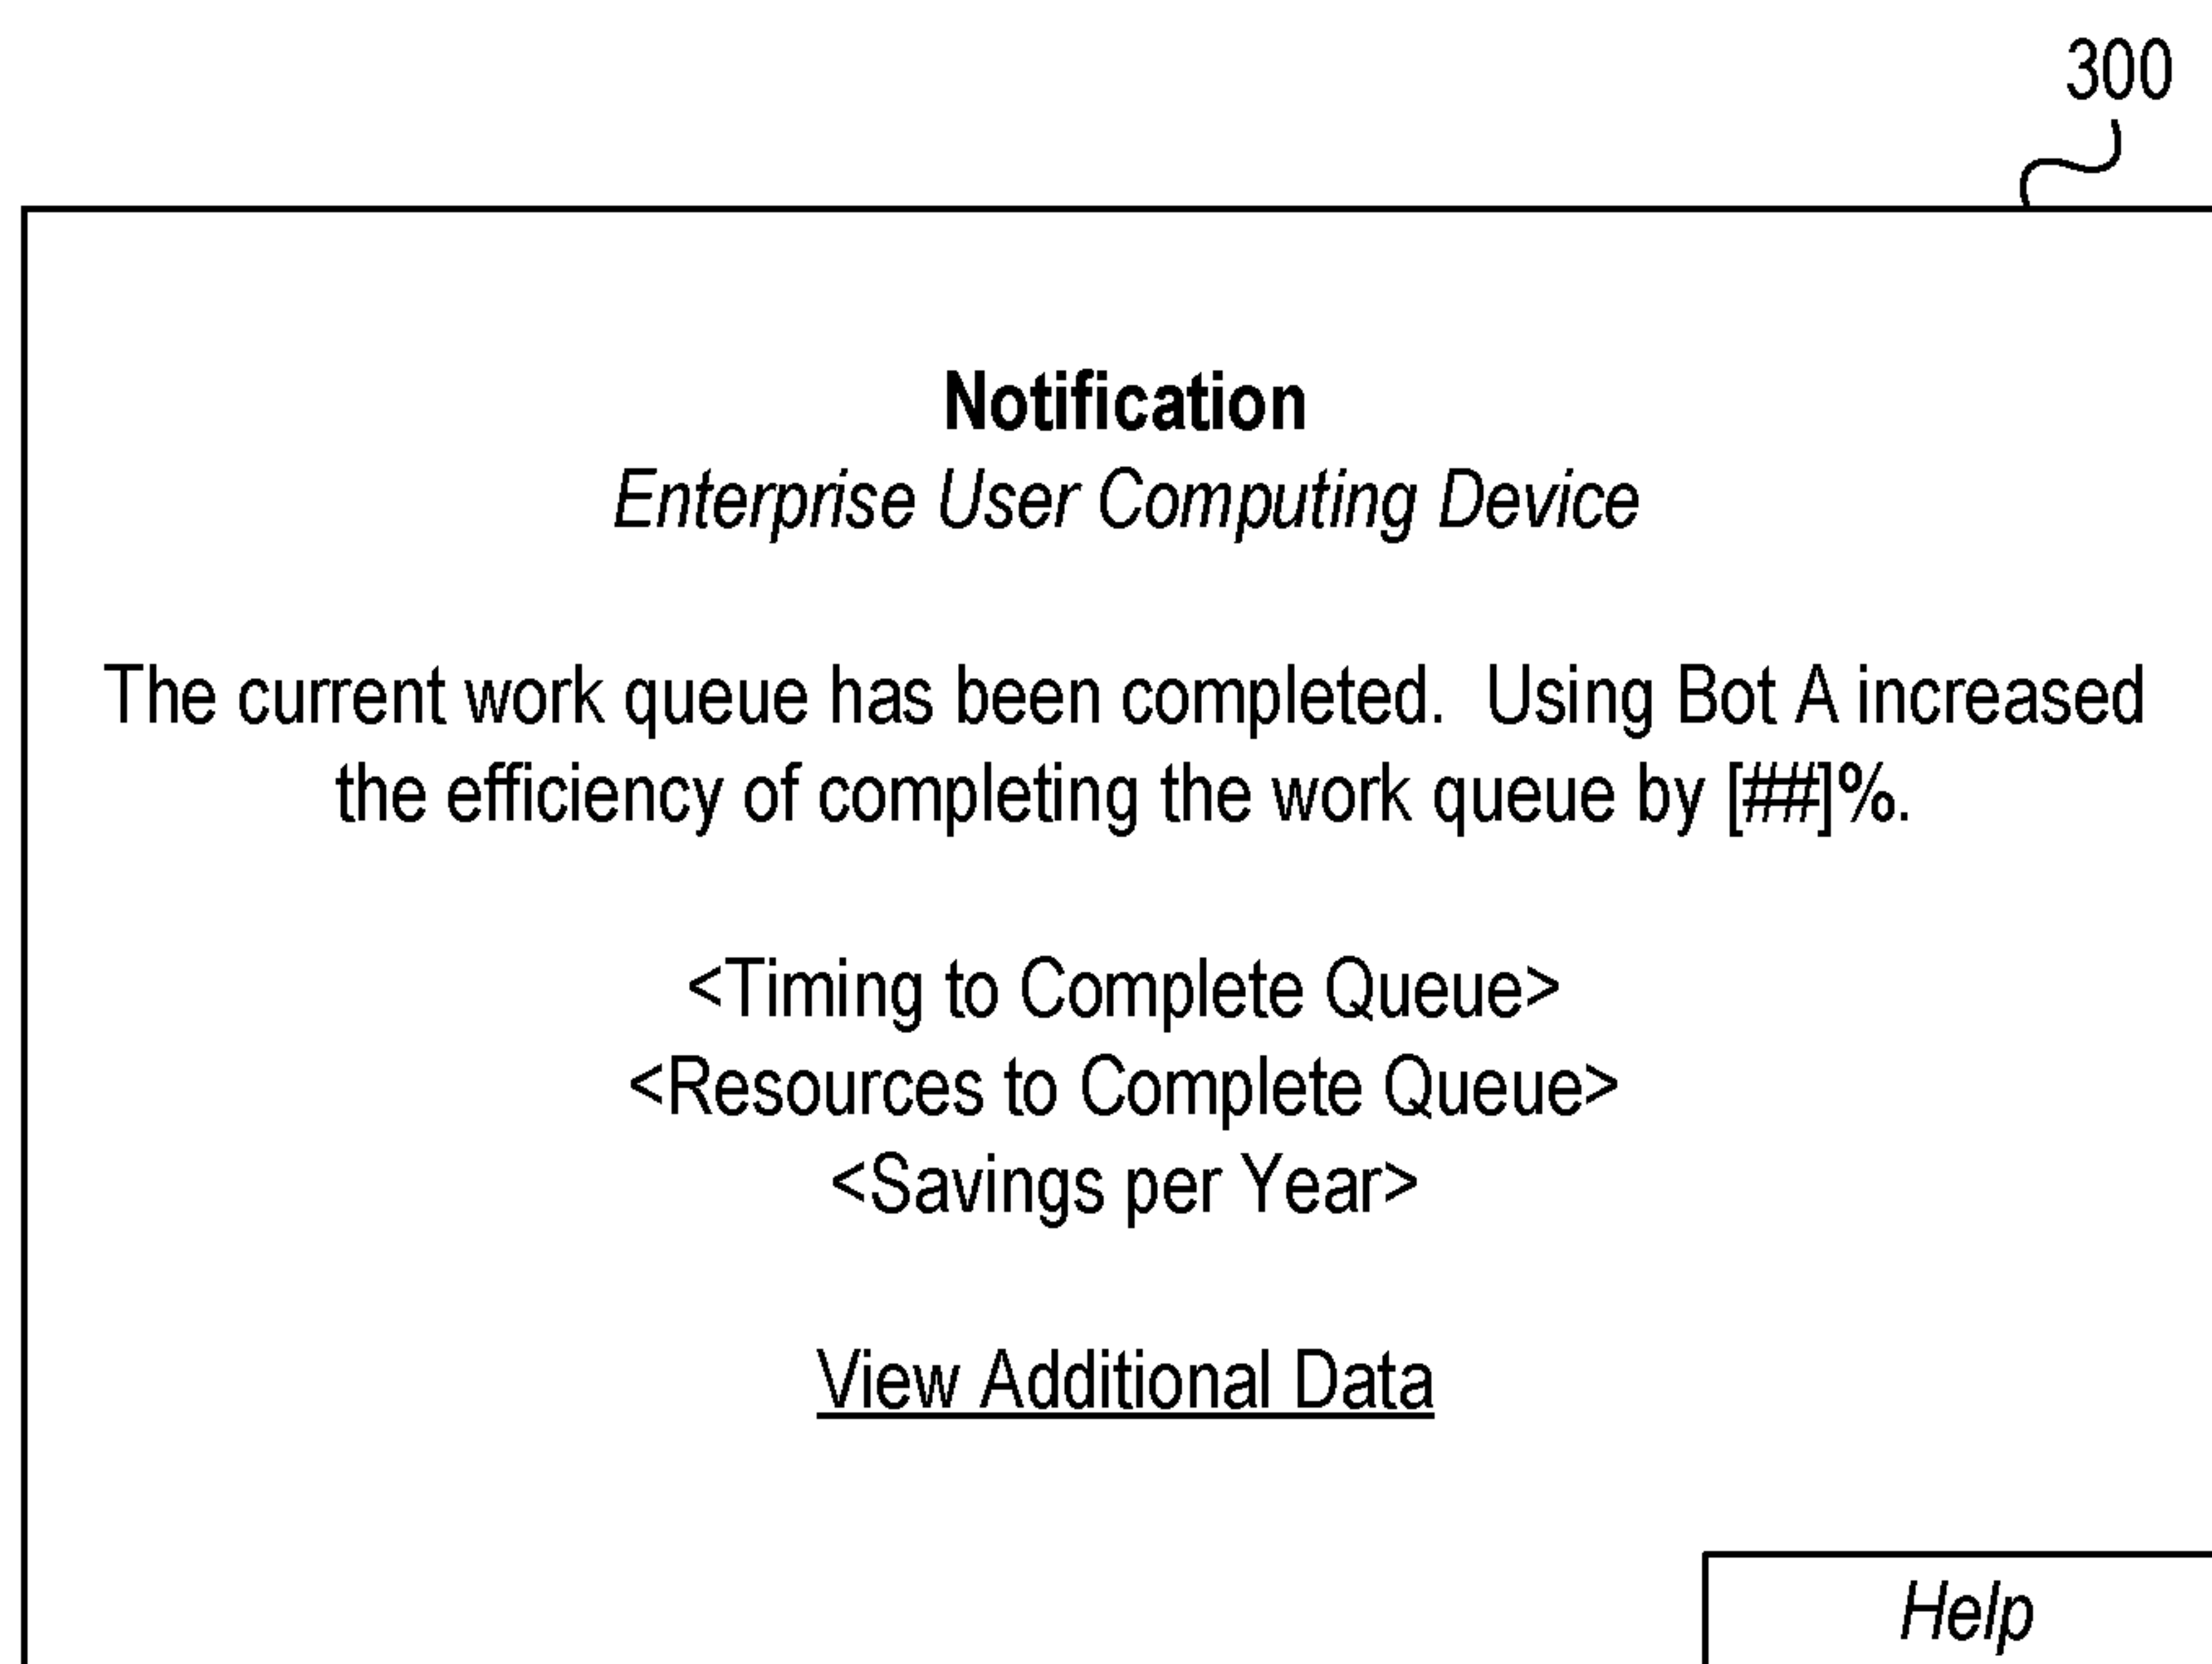 300
Notification
Enterprise User Computing Device
The current work queue has been completed.  Using Bot A increased
the efficiency of completing the work queue by [##]%.
<Timing to Complete Queue>
<Resources to Complete Queue>
<Savings per Year>
View Additional Data
Help